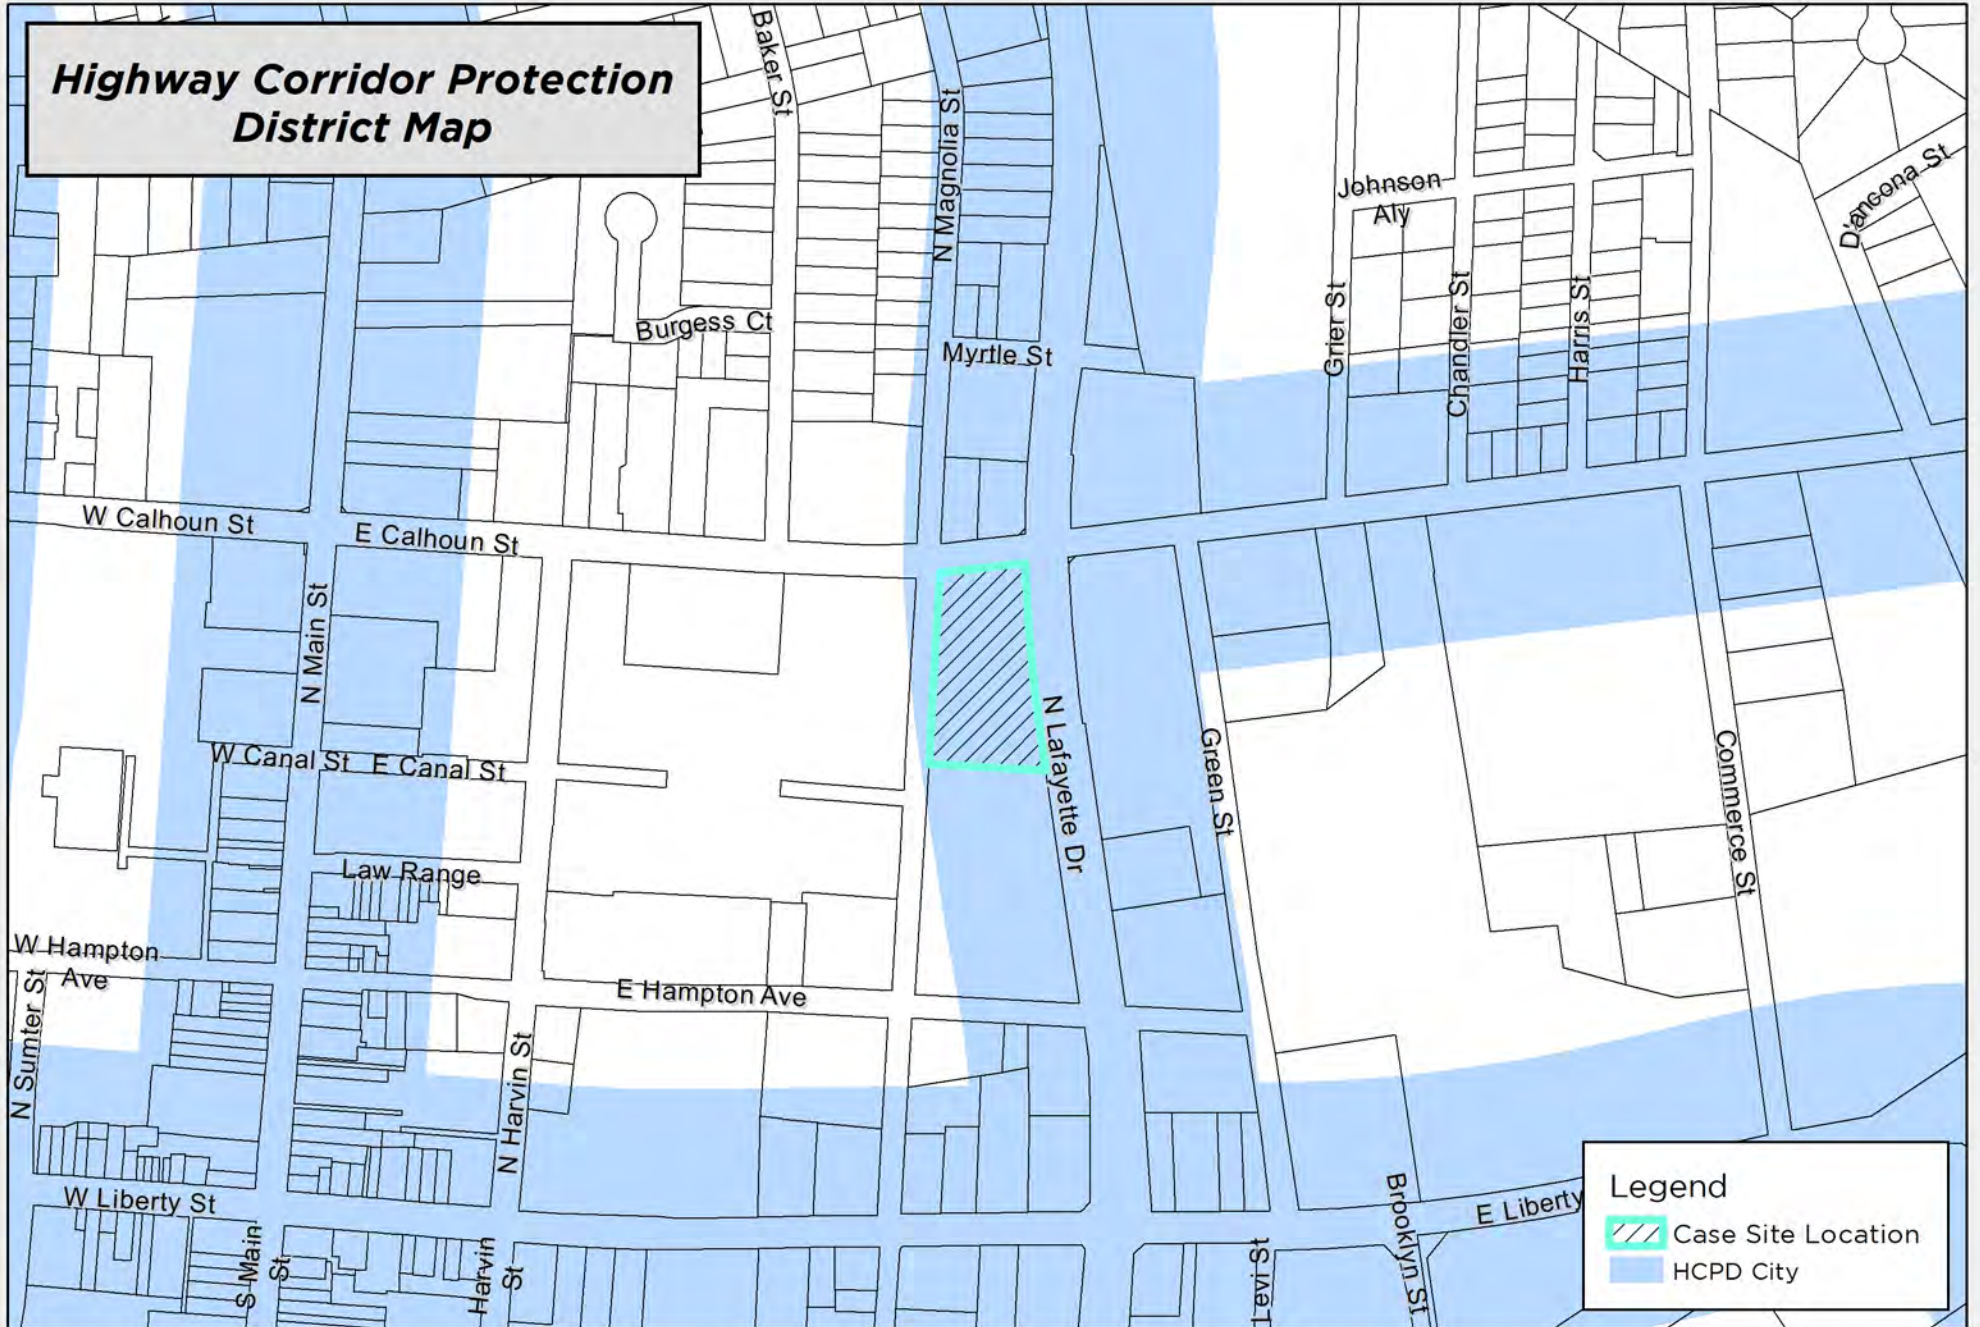 Highway Corridor Protection
District Map
Baker St
N Magnolia St
Johnson
Aly
D'ancona St
Grier St
Chandler St
Harris St
Burgess Ct
Myrtle St
W Calhoun St
E Calhoun St
N Main St
W Canal St
E Canal St
N Lafayette Dr
Green St
Commerce St
Law Range
W Hampton
Ave
E Hampton Ave
N Sumter St
N Harvin St
W Liberty St
E Liberty
Brooklyn St
S Main
St
Harvin
St
Levi St
Legend
Case Site Location
HCPD City